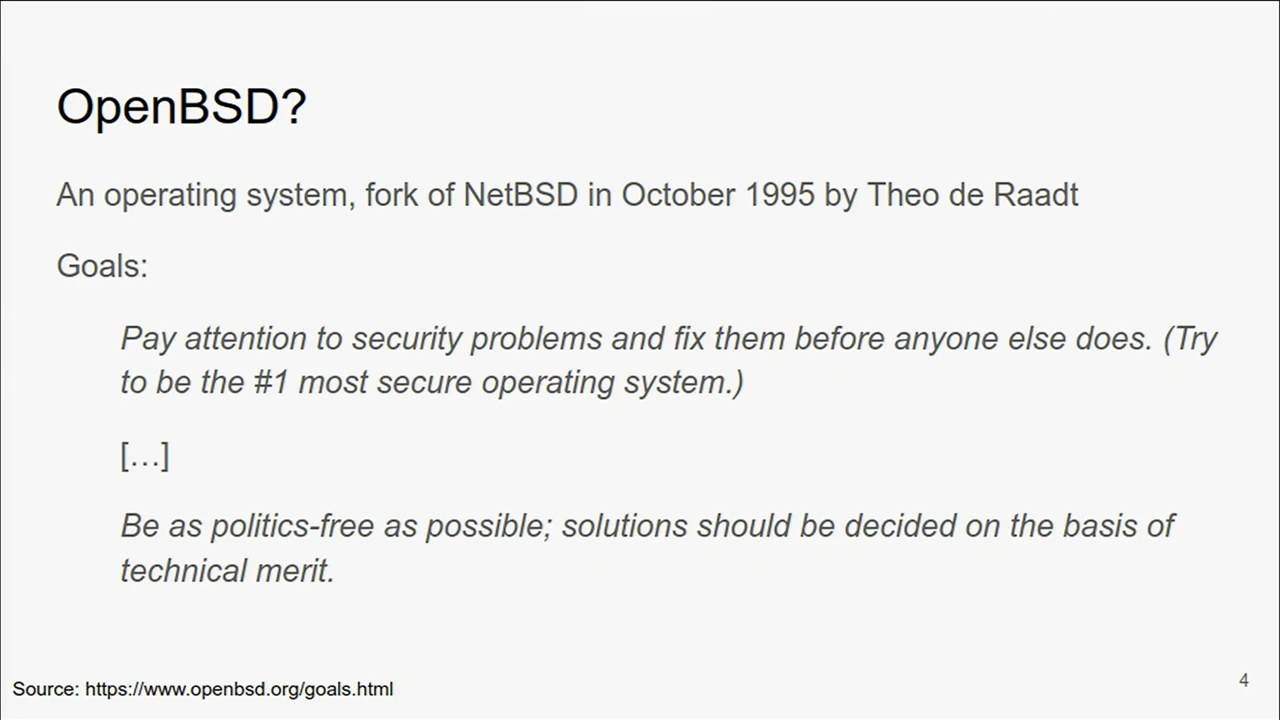 OpenBSD?
An operating system, fork of NetBSD in October 1995 by Theo de Raadt
Goals:
Pay attention to security problems and fix them before anyone else does. (Try
to be the #1 most secure operating system.)
[…]
Be as politics-free as possible; solutions should be decided on the basis of
technical merit.
Source: https://www.openbsd.org/goals.html
4